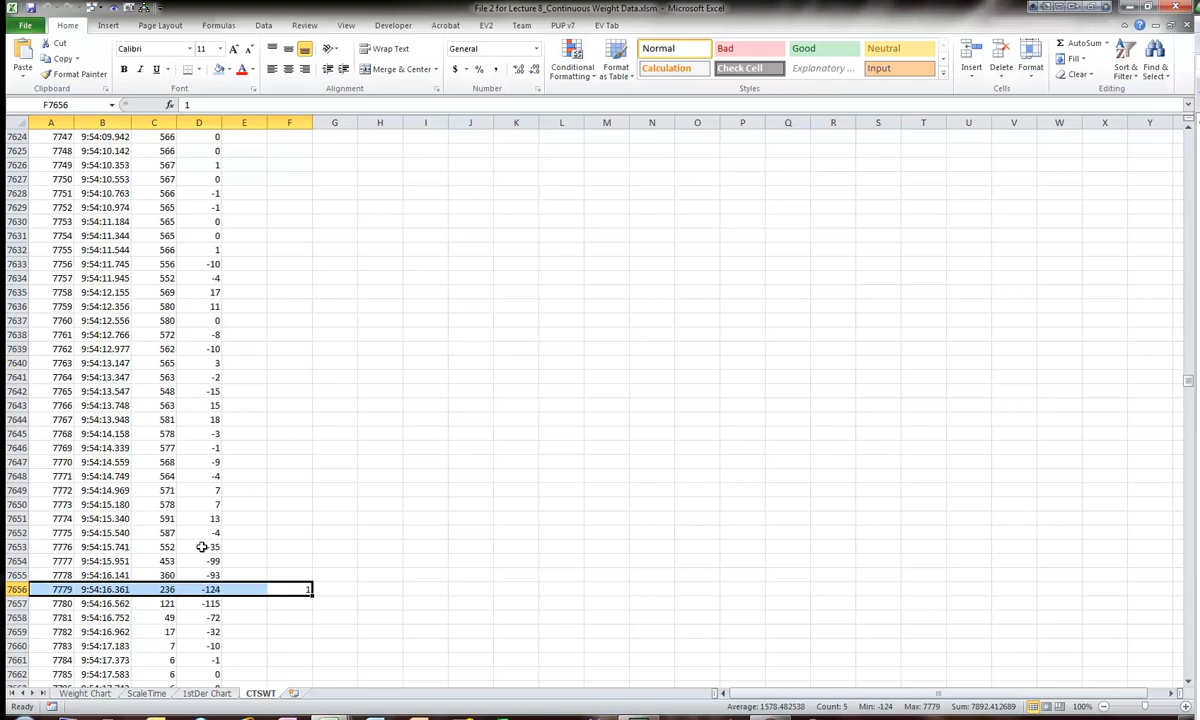 File 2 for Lecture 8_Continuous Weight Data.xlsm - Microsoft Excel
File Home Insert Page Layout Formulas Data Review View Developer Acrobat EV2 Team PUP v7 EV Tab
Cut Calibri 11 Wrap Text General Normal Bad Good Neutral AutoSum
Copy Fill
Paste Format Painter B I U A Merge & Center $ % , Conditional Formatting Format as Table Calculation Check Cell Explanatory ... Input Insert Delete Format Clear Sort & Filter Find & Select
Clipboard Font Alignment Number Styles Cells Editing
F7656 fx 1
A B C D E F G H I J K L M N O P Q R S T U V W X Y
7624 7747 9:54:09.942 566 0
7625 7748 9:54:10.142 566 0
7626 7749 9:54:10.353 567 1
7627 7750 9:54:10.553 567 0
7628 7751 9:54:10.763 566 -1
7629 7752 9:54:10.974 565 -1
7630 7753 9:54:11.184 565 0
7631 7754 9:54:11.344 565 0
7632 7755 9:54:11.544 566 1
7633 7756 9:54:11.745 556 -10
7634 7757 9:54:11.945 552 -4
7635 7758 9:54:12.155 569 17
7636 7759 9:54:12.356 580 11
7637 7760 9:54:12.556 580 0
7638 7761 9:54:12.766 572 -8
7639 7762 9:54:12.977 562 -10
7640 7763 9:54:13.147 565 3
7641 7764 9:54:13.347 563 -2
7642 7765 9:54:13.547 548 -15
7643 7766 9:54:13.748 563 15
7644 7767 9:54:13.948 581 18
7645 7768 9:54:14.158 578 -3
7646 7769 9:54:14.339 577 -1
7647 7770 9:54:14.559 568 -9
7648 7771 9:54:14.749 564 -4
7649 7772 9:54:14.969 571 7
7650 7773 9:54:15.180 578 7
7651 7774 9:54:15.340 591 13
7652 7775 9:54:15.540 587 -4
7653 7776 9:54:15.741 552 35
7654 7777 9:54:15.951 453 -99
7655 7778 9:54:16.141 360 -93
7656 7779 9:54:16.361 236 -124 1
7657 7780 9:54:16.562 121 -115
7658 7781 9:54:16.752 49 -72
7659 7782 9:54:16.962 17 -32
7660 7783 9:54:17.183 7 -10
7661 7784 9:54:17.373 6 -1
7662 7785 9:54:17.583 6 0
Weight Chart ScaleTime 1stDer Chart CTSWT
Ready Average: 1578.482538 Count: 5 Min: -124 Max: 7779 Sum: 7892.412689 100%